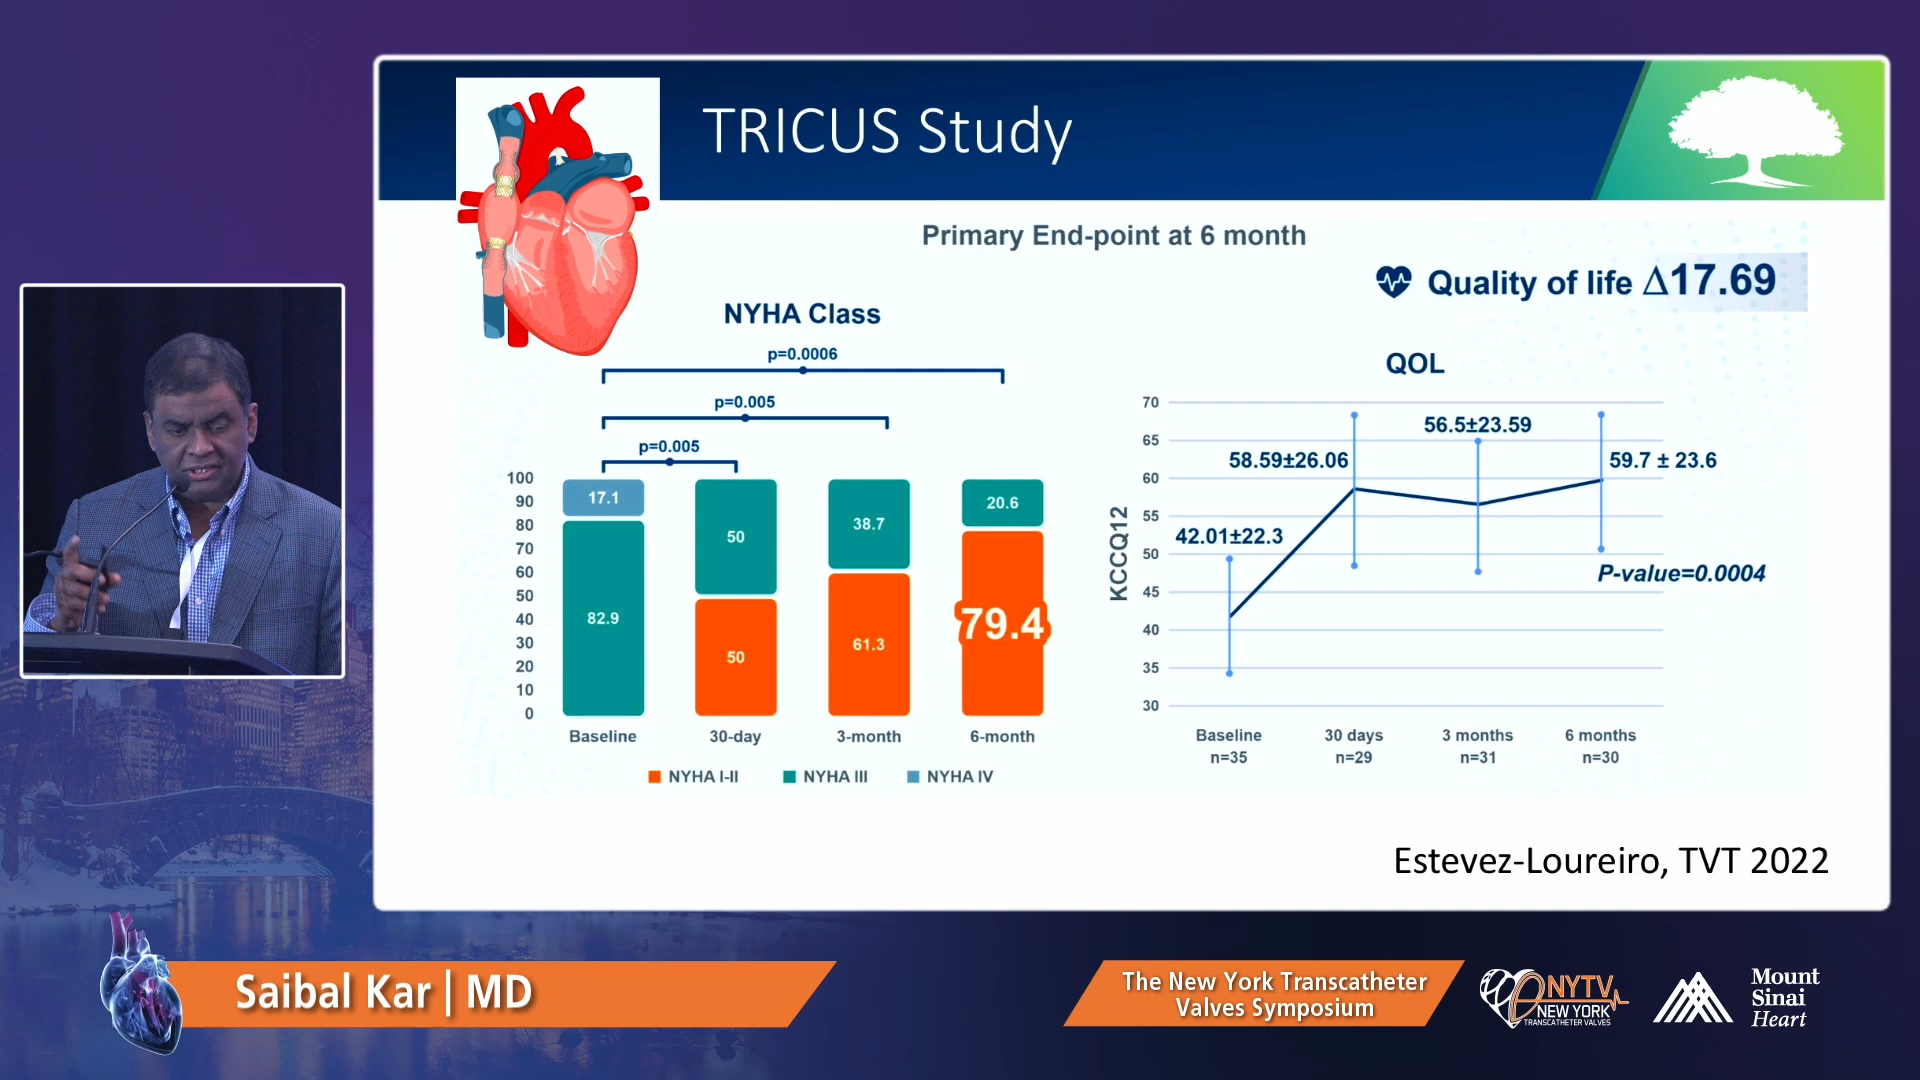 TRICUS Study
Primary End-point at 6 month
Quality of life Δ17.69
NYHA Class
p=0.0006
p=0.005
p=0.005
100
90
80
70
60
50
40
30
20
10
0
17.1
82.9
50
50
38.7
61.3
20.6
79.4
Baseline
30-day
3-month
6-month
NYHA I-II
NYHA III
NYHA IV
QOL
KCCQ12
70
65
60
55
50
45
40
35
30
42.01±22.3
58.59±26.06
56.5±23.59
59.7 ± 23.6
P-value=0.0004
Baseline
n=35
30 days
n=29
3 months
n=31
6 months
n=30
Estevez-Loureiro, TVT 2022
Saibal Kar | MD
The New York Transcatheter
Valves Symposium
NYTV
NEW YORK
TRANSCATHETER VALVES
Mount
Sinai
Heart